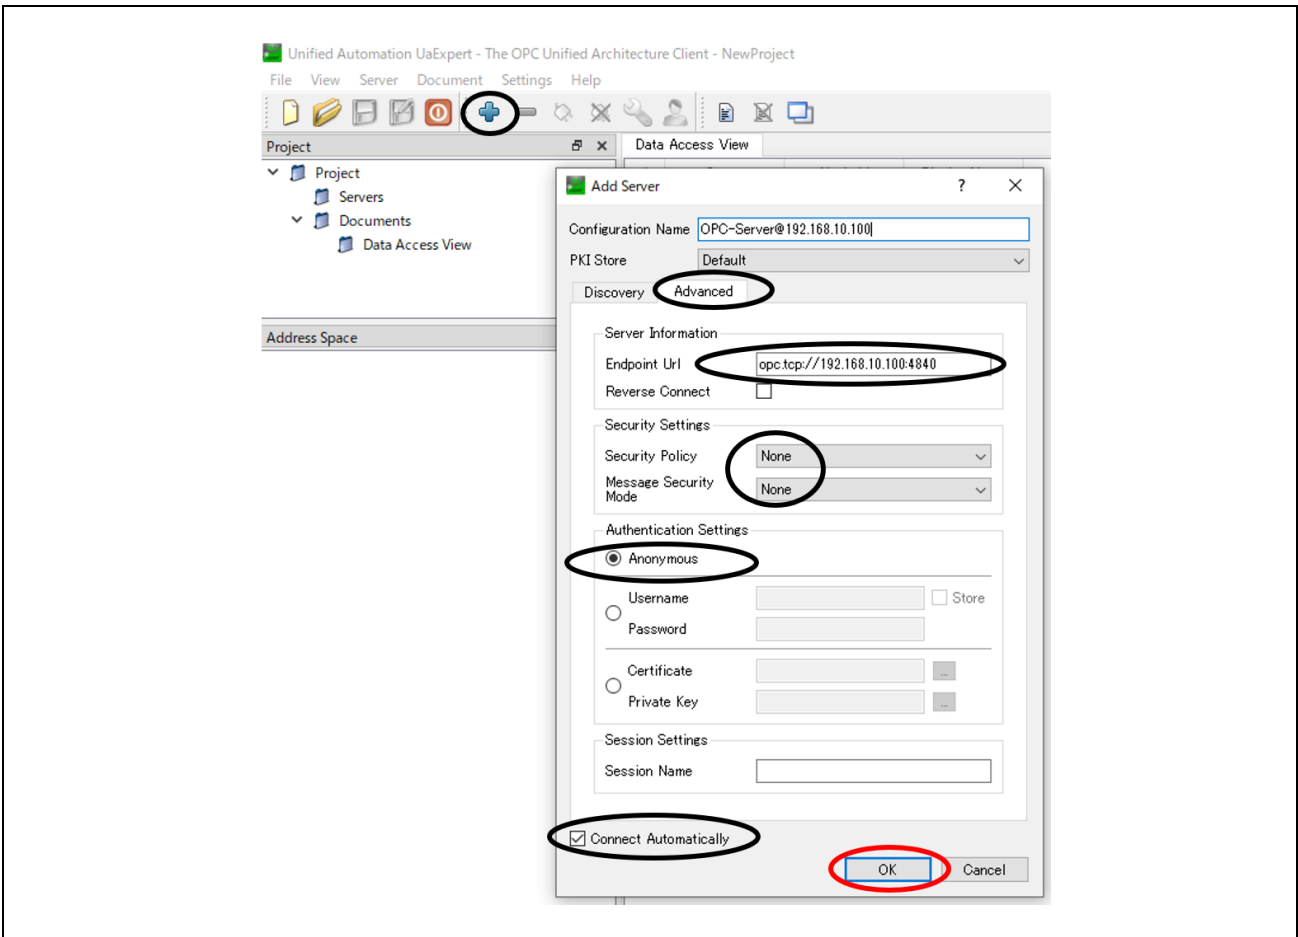 Unified Automation UaExpert - The OPC Unified Architecture Client - NewProject
File View Server Document Settings Help
Project
Data Access View
Project
Servers
Documents
Data Access View
Address Space
Add Server
?
Configuration Name OPC-Server@192.168.10.100
PKI Store Default
Discovery Advanced
Server Information
Endpoint Url opc.tcp://192.168.10.100:4840
Reverse Connect
Security Settings
Security Policy None
Message Security
Mode
None
Authentication Settings
Anonymous
Username Store
Password
Certificate ...
Private Key ...
Session Settings
Session Name
Connect Automatically
OK Cancel